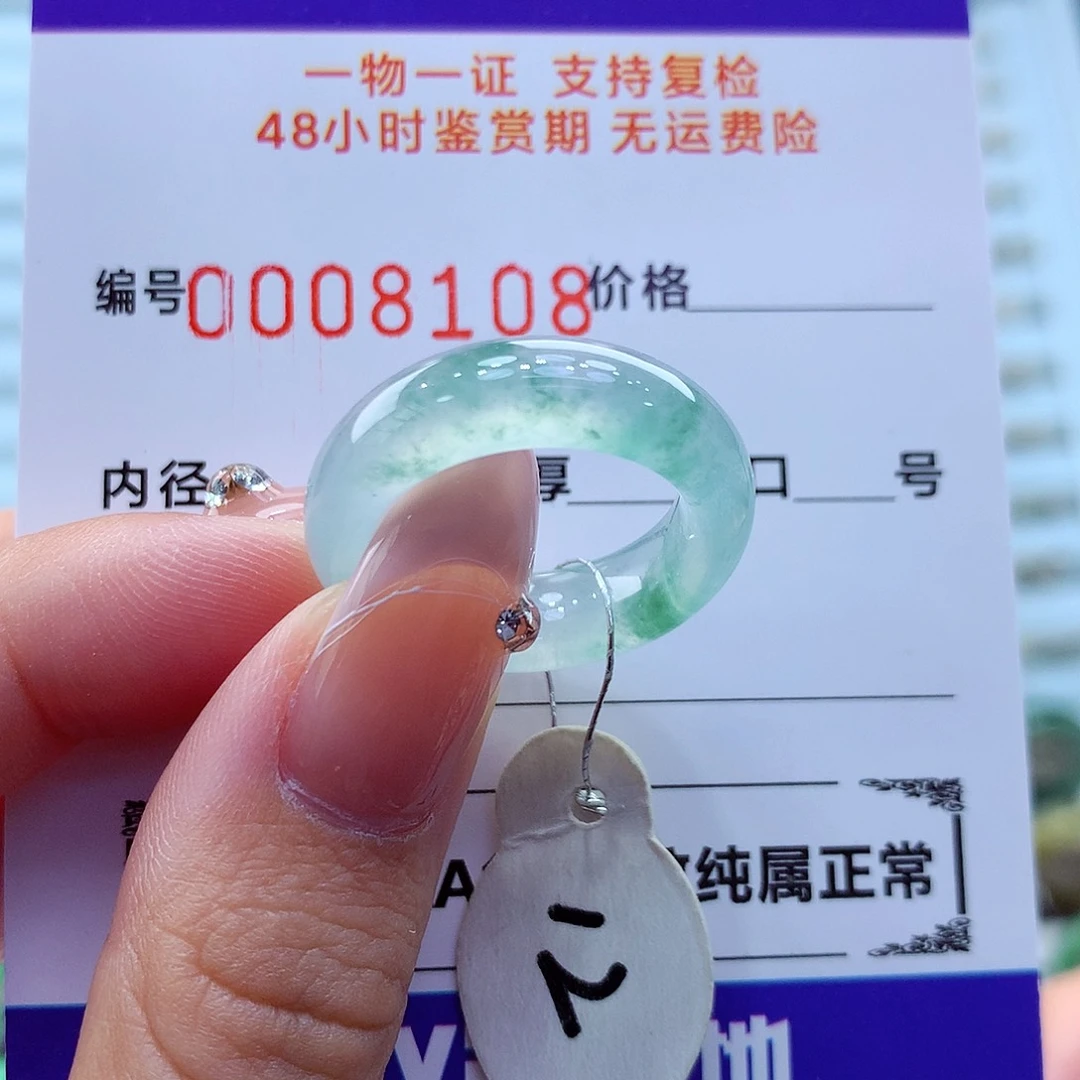 一物一证 支持复检
48小时鉴赏期 无运费险
编号0008108价格
内径 厚 口 号
纯属正常